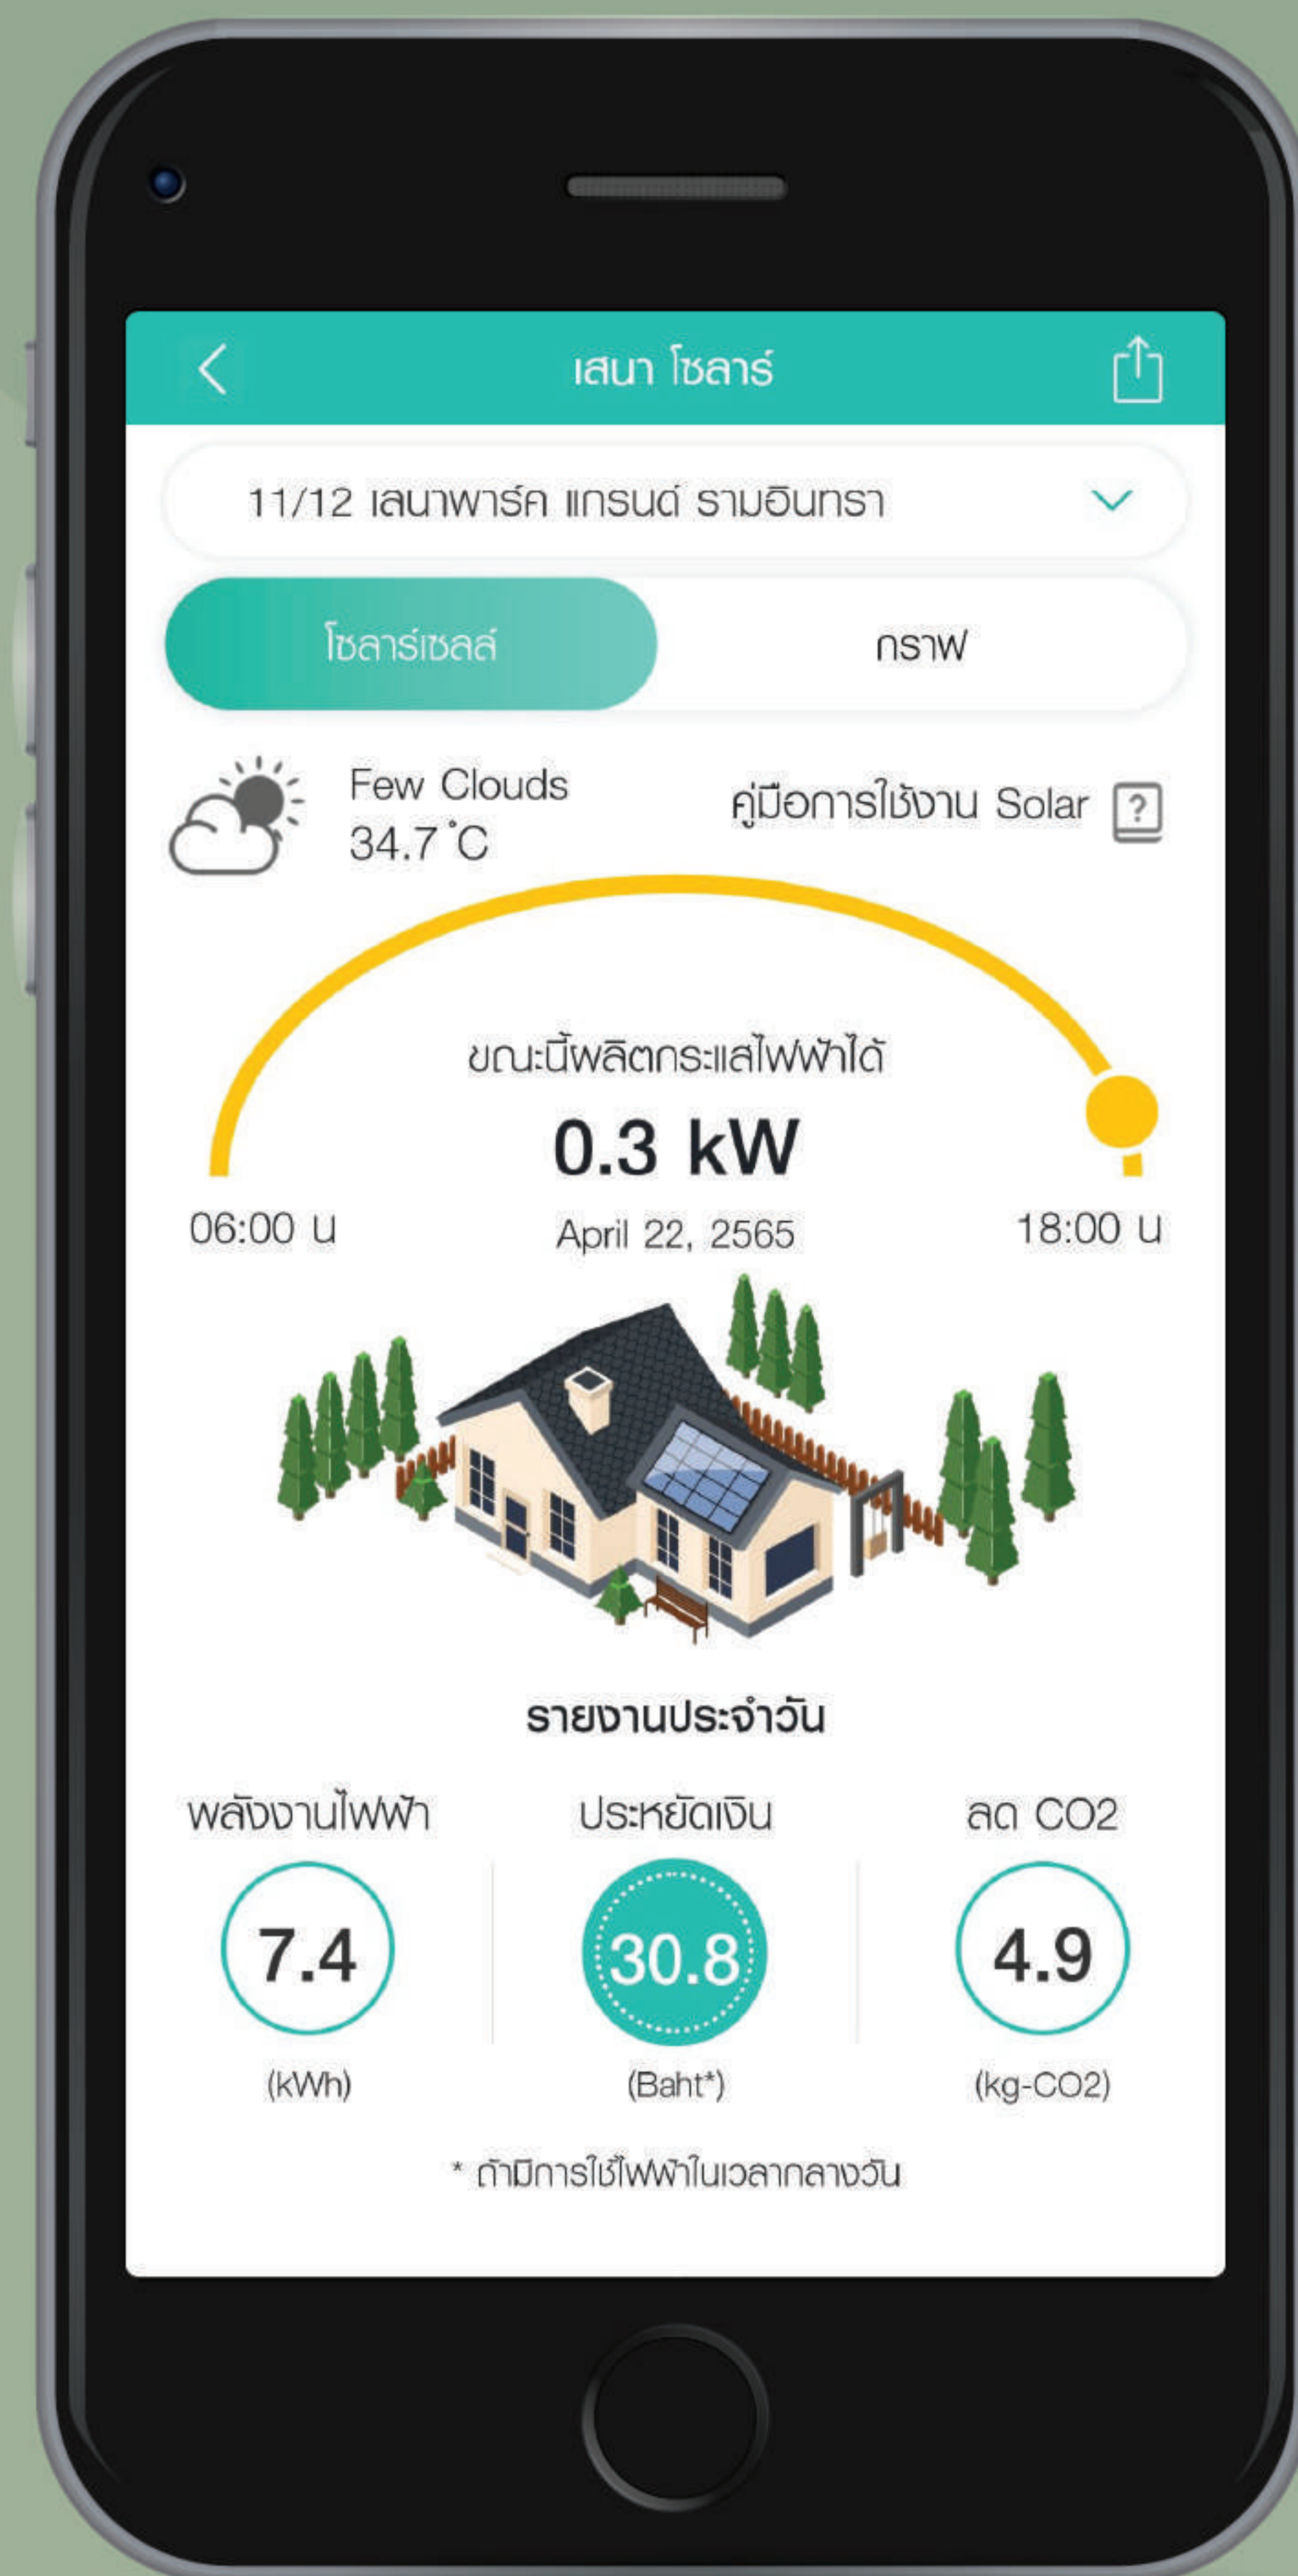 เสนา โซลาร์
11/12 เสนาพาร์ค แกรนด์ รามอินทรา
โซลาร์เซลล์ กราฟ
Few Clouds
34.7 ºC
คู่มือการใช้งาน Solar ?
ขณะนี้ผลิตกระแสไฟฟ้าได้
0.3 kW
06:00 น April 22, 2565 18:00 น
รายงานประจำวัน
พลังงานไฟฟ้า ประหยัดเงิน ลด CO2
7.4 30.8 4.9
(kWh) (Baht*) (kg-CO2)
* ถ้ามีการใช้ไฟฟ้าในเวลากลางวัน